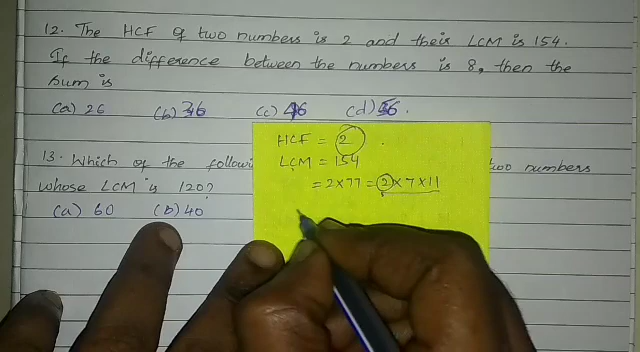 12. The HCF of two numbers is 2 and their LCM is 154.
If the difference between the numbers is 8, then the
sum is
(a) 26 (b) 36 (c) 46 (d) 56.
13. Which of the followi two numbers
whose LCM is 120?
(a) 60 (b) 40
HCF = 2
LCM = 154
= 2×77 = 2×7×11